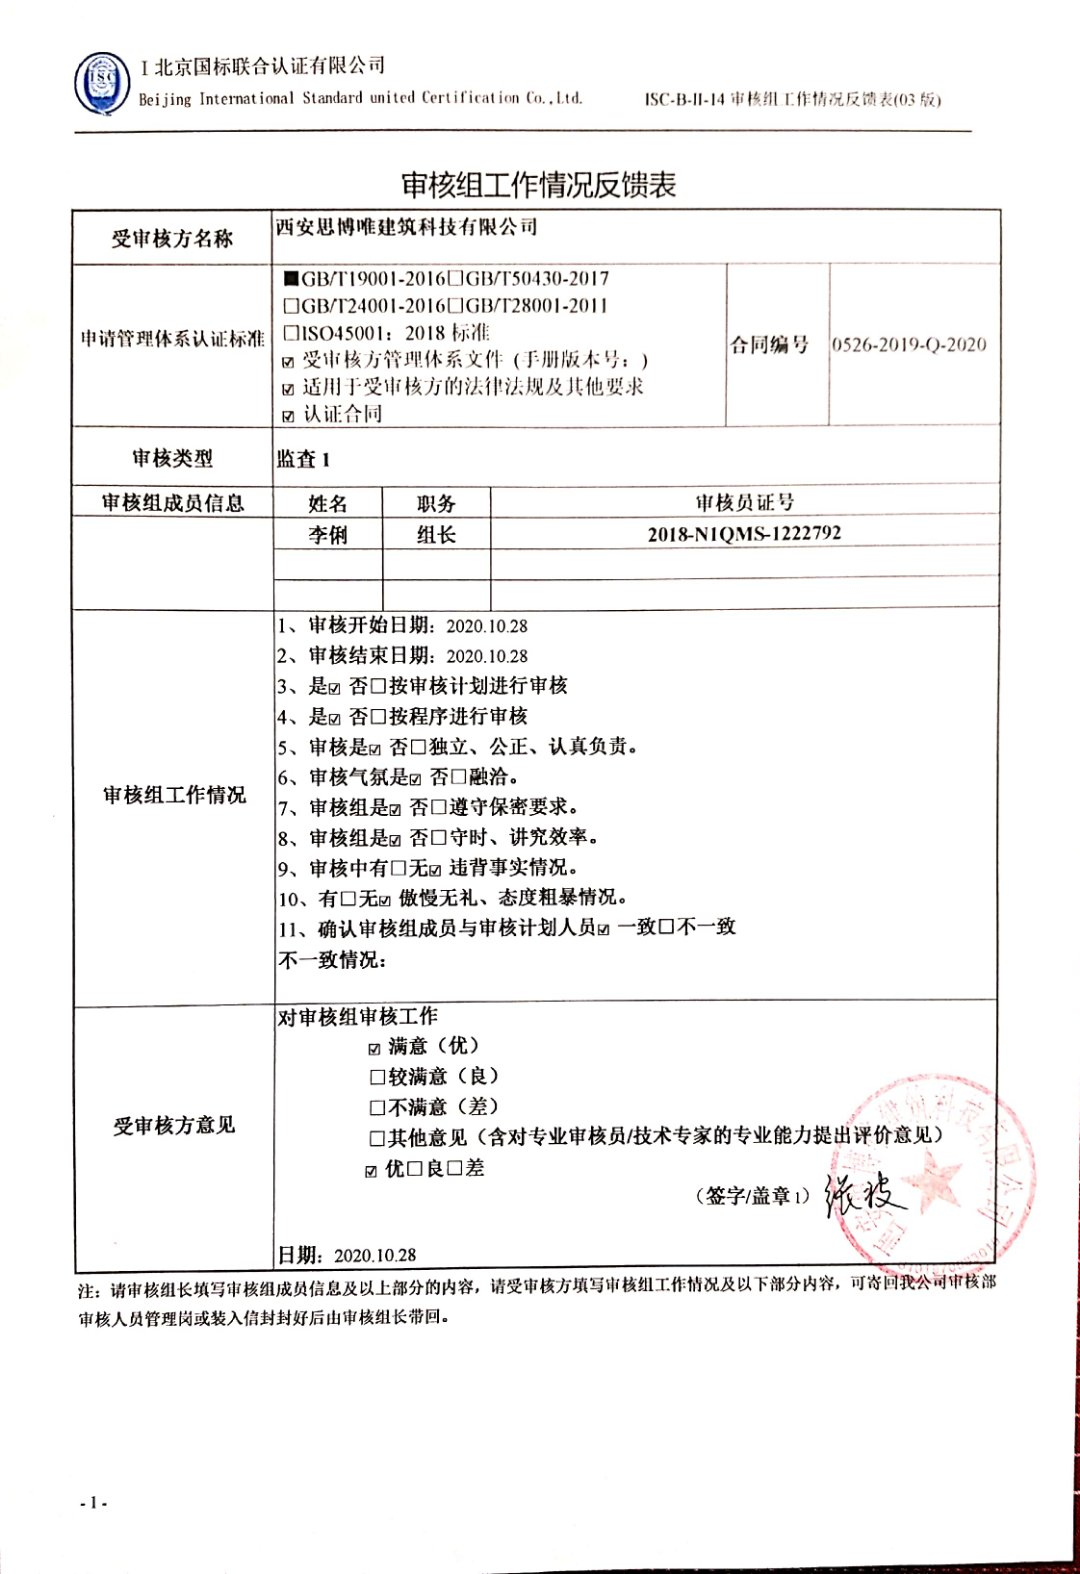 ISC
I 北京国标联合认证有限公司
Beijing International Standard united Certification Co.,Ltd.
ISC-B-II-14 审核组工作情况反馈表(03 版)
审核组工作情况反馈表
受审核方名称
西安思博唯建筑科技有限公司
申请管理体系认证标准
■GB/T19001-2016□GB/T50430-2017
□GB/T24001-2016□GB/T28001-2011
□ISO45001：2018 标准
☑ 受审核方管理体系文件（手册版本号：）
☑ 适用于受审核方的法律法规及其他要求
☑ 认证合同
合同编号
0526-2019-Q-2020
审核类型
监查 1
审核组成员信息
姓名
职务
审核员证号
李俐
组长
2018-N1QMS-1222792
审核组工作情况
1、审核开始日期：2020.10.28
2、审核结束日期：2020.10.28
3、是☑ 否□按审核计划进行审核
4、是☑ 否□按程序进行审核
5、审核是☑ 否□独立、公正、认真负责。
6、审核气氛是☑ 否□融洽。
7、审核组是☑ 否□遵守保密要求。
8、审核组是☑ 否□守时、讲究效率。
9、审核中有□无☑ 违背事实情况。
10、有□无☑ 傲慢无礼、态度粗暴情况。
11、确认审核组成员与审核计划人员☑ 一致□不一致
不一致情况：
受审核方意见
对审核组审核工作
☑ 满意（优）
□较满意（良）
□不满意（差）
□其他意见（含对专业审核员/技术专家的专业能力提出评价意见）
☑ 优□良□差
（签字/盖章 1） 张波
日期：2020.10.28
注：请审核组长填写审核组成员信息及以上部分的内容，请受审核方填写审核组工作情况及以下部分内容，可寄回我公司审核部
审核人员管理岗或装入信封封好后由审核组长带回。
- 1 -